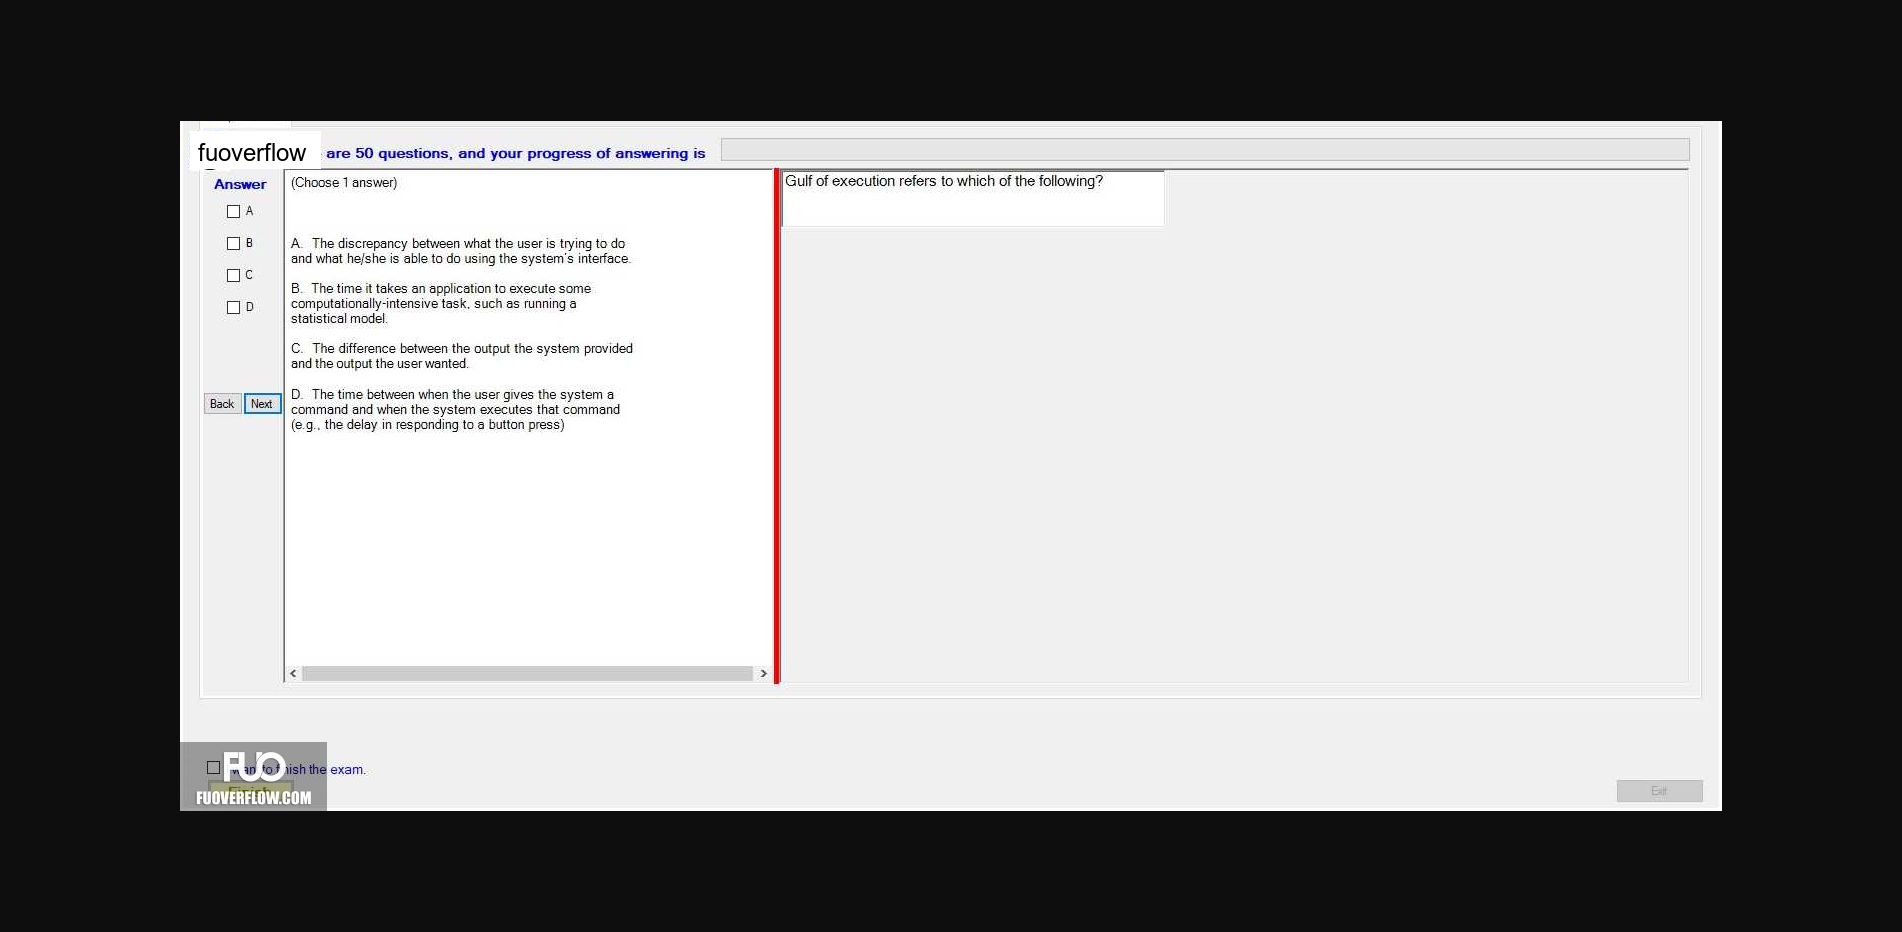 fuoverflow are 50 questions, and your progress of answering is
Answer
A
B
C
D
Back Next
(Choose 1 answer)
A. The discrepancy between what the user is trying to do
and what he/she is able to do using the system's interface.
B. The time it takes an application to execute some
computationally-intensive task, such as running a
statistical model.
C. The difference between the output the system provided
and the output the user wanted.
D. The time between when the user gives the system a
command and when the system executes that command
(e.g., the delay in responding to a button press)
Gulf of execution refers to which of the following?
want to finish the exam.
Finish
FUO
FUOVERFLOW.COM
Exit